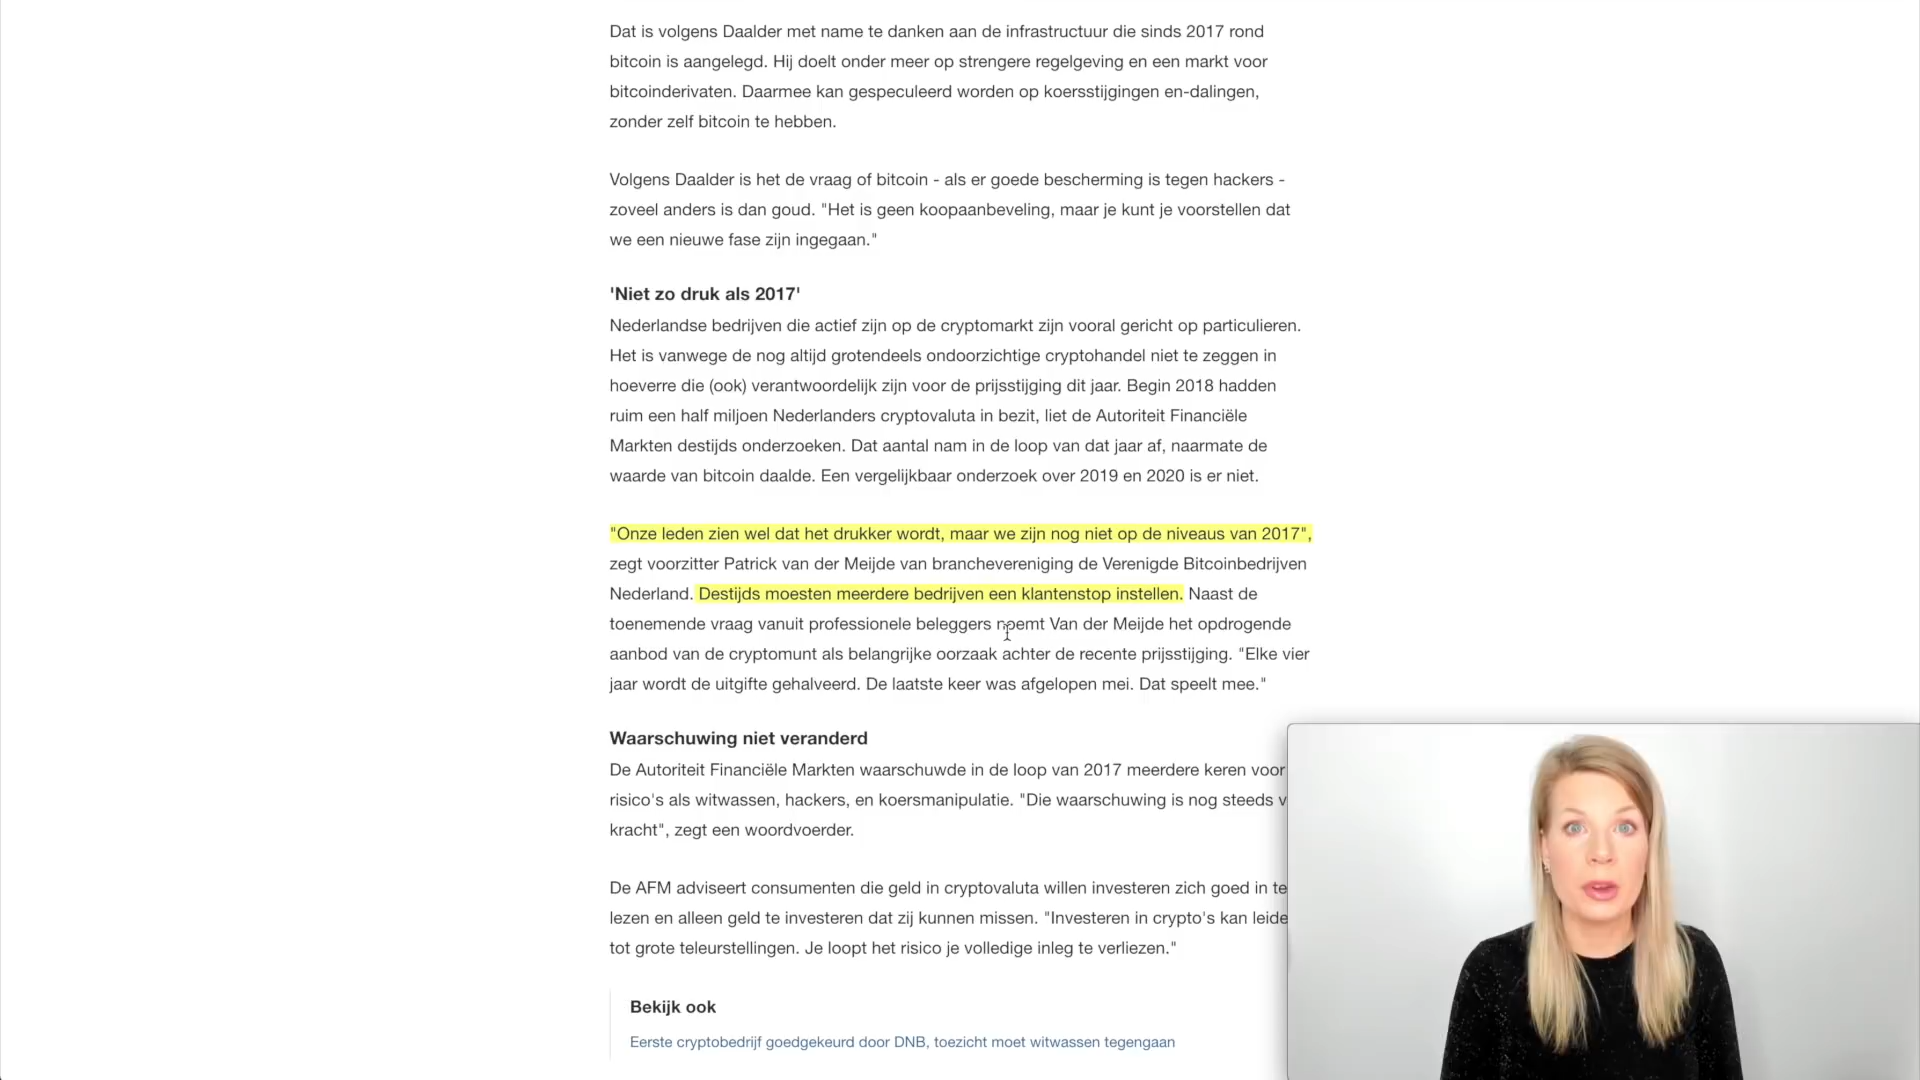 Dat is volgens Daalder met name te danken aan de infrastructuur die sinds 2017 rond
bitcoin is aangelegd. Hij doelt onder meer op strengere regelgeving en een markt voor
bitcoinderivaten. Daarmee kan gespeculeerd worden op koersstijgingen en-dalingen,
zonder zelf bitcoin te hebben.
Volgens Daalder is het de vraag of bitcoin - als er goede bescherming is tegen hackers -
zoveel anders is dan goud. "Het is geen koopaanbeveling, maar je kunt je voorstellen dat
we een nieuwe fase zijn ingegaan."
'Niet zo druk als 2017'
Nederlandse bedrijven die actief zijn op de cryptomarkt zijn vooral gericht op particulieren.
Het is vanwege de nog altijd grotendeels ondoorzichtige cryptohandel niet te zeggen in
hoeverre die (ook) verantwoordelijk zijn voor de prijsstijging dit jaar. Begin 2018 hadden
ruim een half miljoen Nederlanders cryptovaluta in bezit, liet de Autoriteit Financiële
Markten destijds onderzoeken. Dat aantal nam in de loop van dat jaar af, naarmate de
waarde van bitcoin daalde. Een vergelijkbaar onderzoek over 2019 en 2020 is er niet.
"Onze leden zien wel dat het drukker wordt, maar we zijn nog niet op de niveaus van 2017",
zegt voorzitter Patrick van der Meijde van branchevereniging de Verenigde Bitcoinbedrijven
Nederland. Destijds moesten meerdere bedrijven een klantenstop instellen. Naast de
toenemende vraag vanuit professionele beleggers noemt Van der Meijde het opdrogende
aanbod van de cryptomunt als belangrijke oorzaak achter de recente prijsstijging. "Elke vier
jaar wordt de uitgifte gehalveerd. De laatste keer was afgelopen mei. Dat speelt mee."
Waarschuwing niet veranderd
De Autoriteit Financiële Markten waarschuwde in de loop van 2017 meerdere keren voor
risico's als witwassen, hackers, en koersmanipulatie. "Die waarschuwing is nog steeds v
kracht", zegt een woordvoerder.
De AFM adviseert consumenten die geld in cryptovaluta willen investeren zich goed in te
lezen en alleen geld te investeren dat zij kunnen missen. "Investeren in crypto's kan leide
tot grote teleurstellingen. Je loopt het risico je volledige inleg te verliezen."
Bekijk ook
Eerste cryptobedrijf goedgekeurd door DNB, toezicht moet witwassen tegengaan